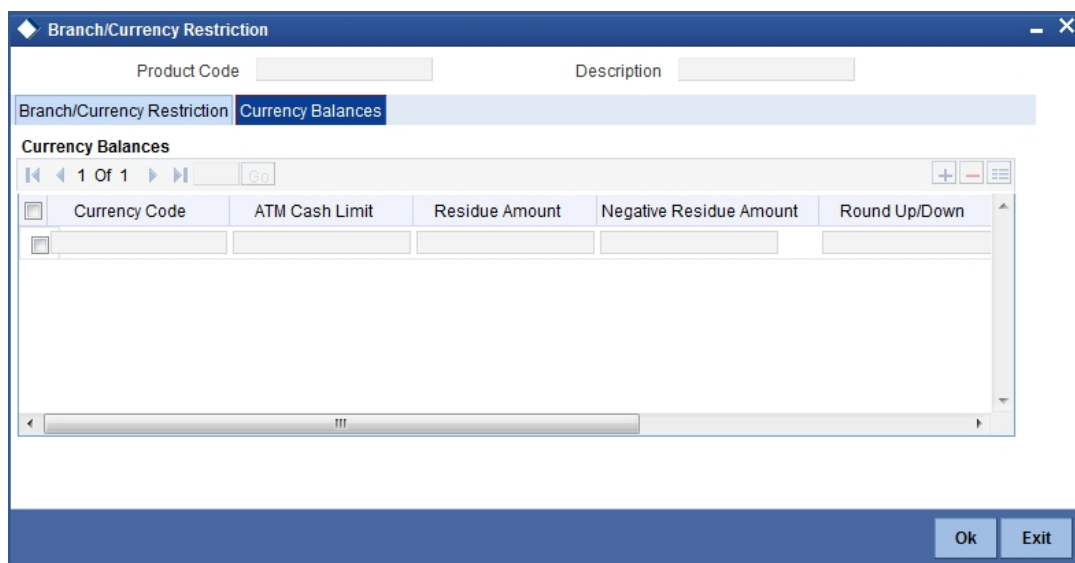 Branch/Currency Restriction
Product Code Description
Branch/Currency Restriction Currency Balances
Currency Balances
1 Of 1 Go
Currency Code ATM Cash Limit Residue Amount Negative Residue Amount Round Up/Down
Ok Exit